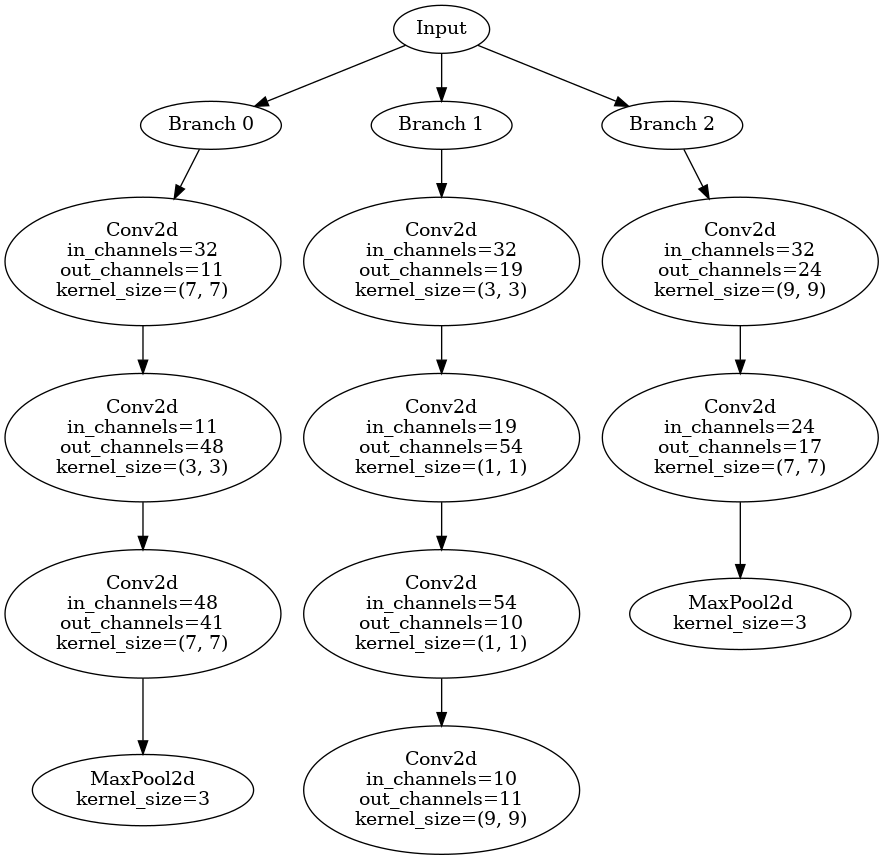 Input
Branch 0
Branch 1
Branch 2
Conv2d
in_channels=32
out_channels=11
kernel_size=(7, 7)
Conv2d
in_channels=32
out_channels=19
kernel_size=(3, 3)
Conv2d
in_channels=32
out_channels=24
kernel_size=(9, 9)
Conv2d
in_channels=11
out_channels=48
kernel_size=(3, 3)
Conv2d
in_channels=19
out_channels=54
kernel_size=(1, 1)
Conv2d
in_channels=24
out_channels=17
kernel_size=(7, 7)
Conv2d
in_channels=48
out_channels=41
kernel_size=(7, 7)
Conv2d
in_channels=54
out_channels=10
kernel_size=(1, 1)
MaxPool2d
kernel_size=3
MaxPool2d
kernel_size=3
Conv2d
in_channels=10
out_channels=11
kernel_size=(9, 9)